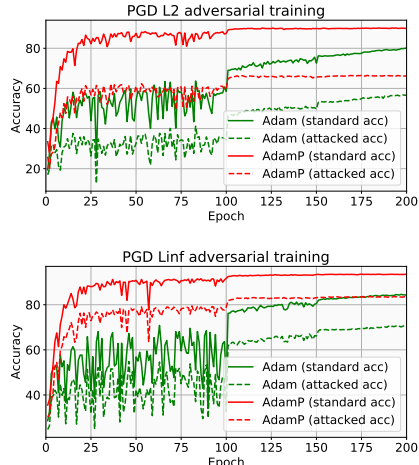 PGD L2 adversarial training
Accuracy
80
60
40
20
Adam (standard acc)
Adam (attacked acc)
AdamP (standard acc)
AdamP (attacked acc)
0 25 50 75 100 125 150 175 200
Epoch
PGD Linf adversarial training
Accuracy
80
60
40
Adam (standard acc)
Adam (attacked acc)
AdamP (standard acc)
AdamP (attacked acc)
0 25 50 75 100 125 150 175 200
Epoch